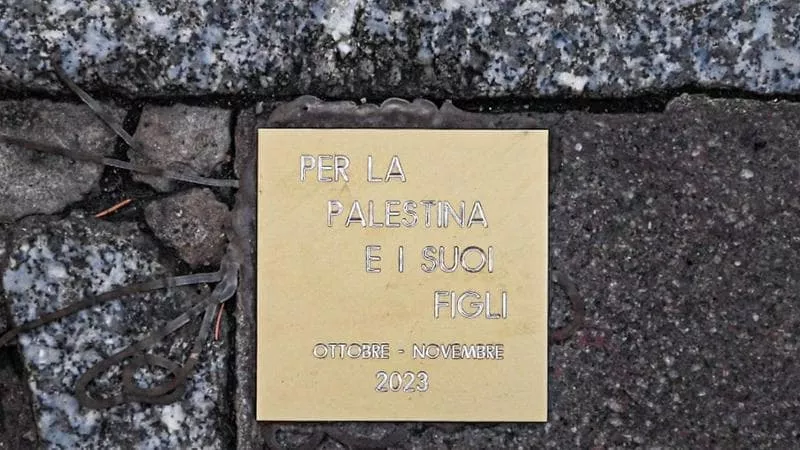 PER LA
PALESTINA
E I SUOI
FIGLI
OTTOBRE - NOVEMBRE
2023